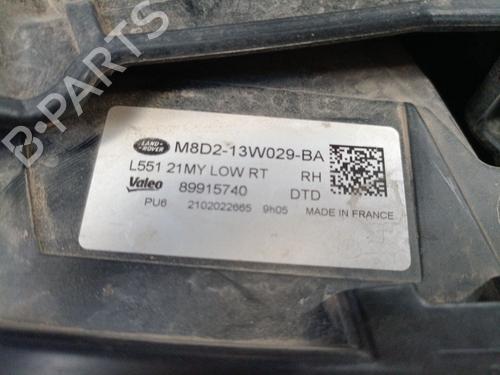 B-PARTS
LAND
ROVER
M8D2-13W029-BA
L551 21MY LOW RT RH
Valeo 89915740 DTD
PU6 2102022665 9h05 MADE IN FRANCE